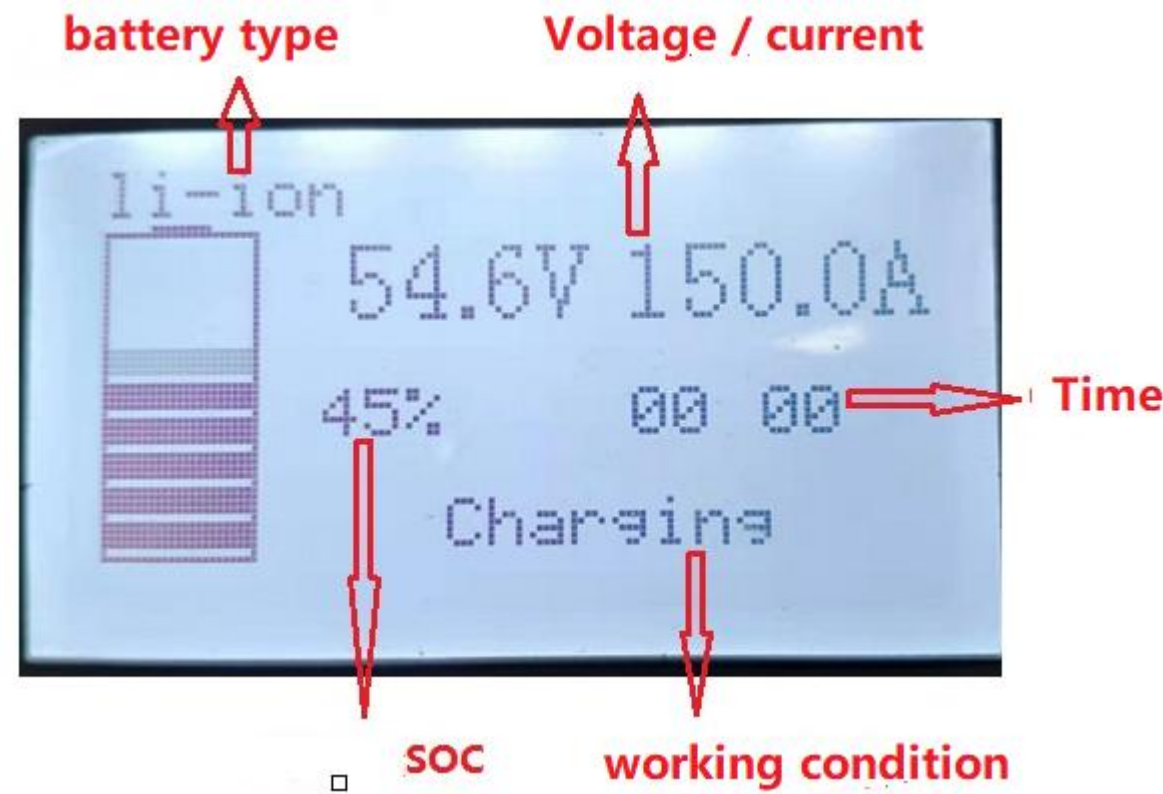 battery type
Voltage / current
li-ion
54.6V 150.0A
45% 00 00
Time
Charging
SOC
working condition